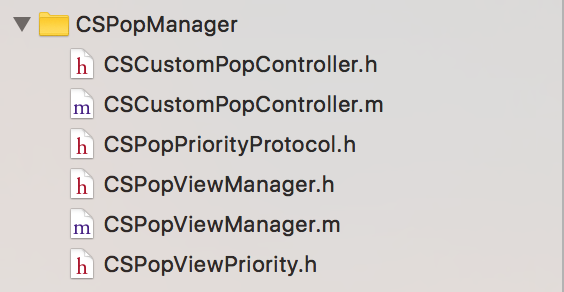 CSPopManager
h CSCustomPopController.h
m CSCustomPopController.m
h CSPopPriorityProtocol.h
h CSPopViewManager.h
m CSPopViewManager.m
h CSPopViewPriority.h